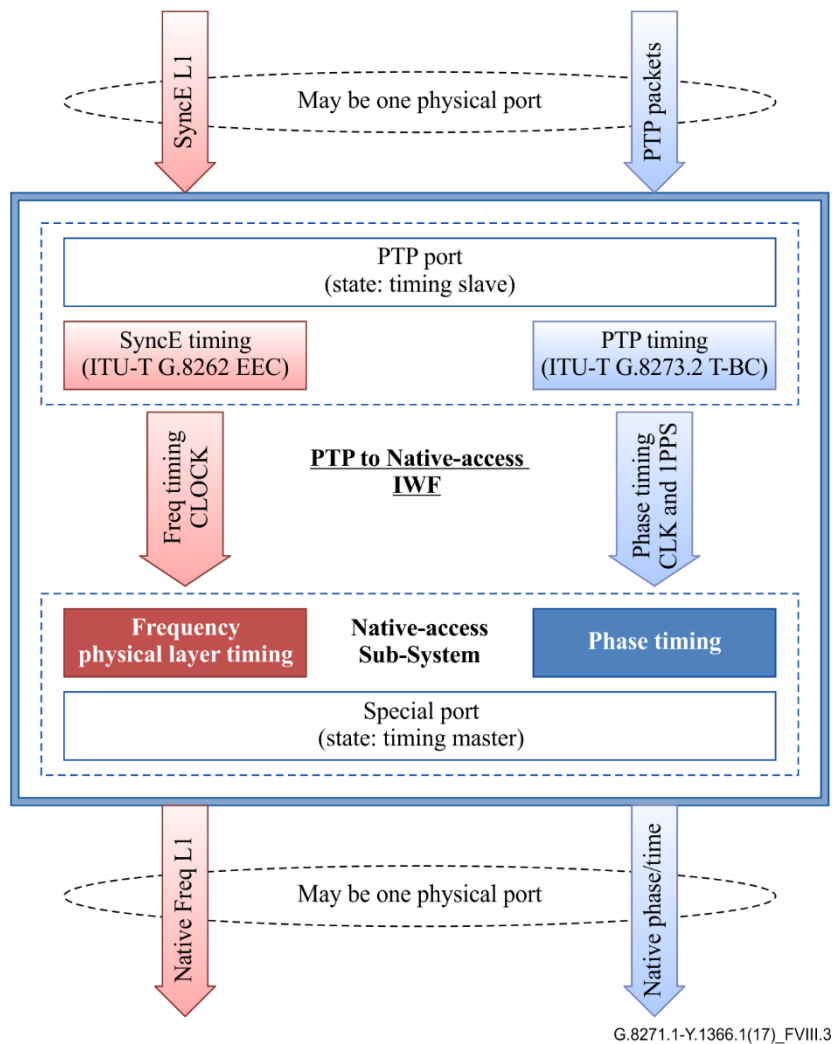 SyncE L1
PTP packets
May be one physical port
PTP port
(state: timing slave)
SyncE timing
(ITU-T G.8262 EEC)
PTP timing
(ITU-T G.8273.2 T-BC)
Freq timing
CLOCK
PTP to Native-access
IWF
Phase timing
CLK and 1PPS
Frequency
physical layer timing
Native-access
Sub-System
Phase timing
Special port
(state: timing master)
Native Freq L1
May be one physical port
Native phase/time
G.8271.1-Y.1366.1(17)_FVIII.3